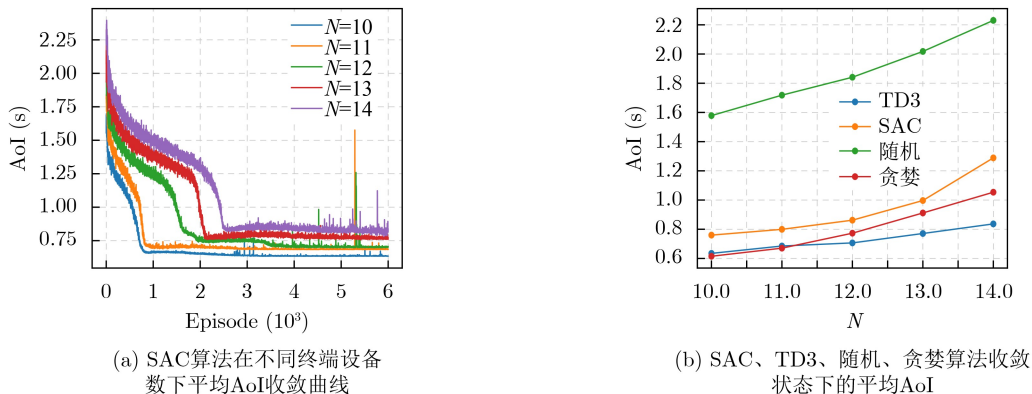 AoI (s)
2.25
2.00
1.75
1.50
1.25
1.00
0.75
N=10
N=11
N=12
N=13
N=14
0 1 2 3 4 5 6
Episode (10³)
(a) SAC算法在不同终端设备
数下平均AoI收敛曲线
AoI (s)
2.2
2.0
1.8
1.6
1.4
1.2
1.0
0.8
0.6
TD3
SAC
随机
贪婪
10.0 11.0 12.0 13.0 14.0
N
(b) SAC、TD3、随机、贪婪算法收敛
状态下的平均AoI